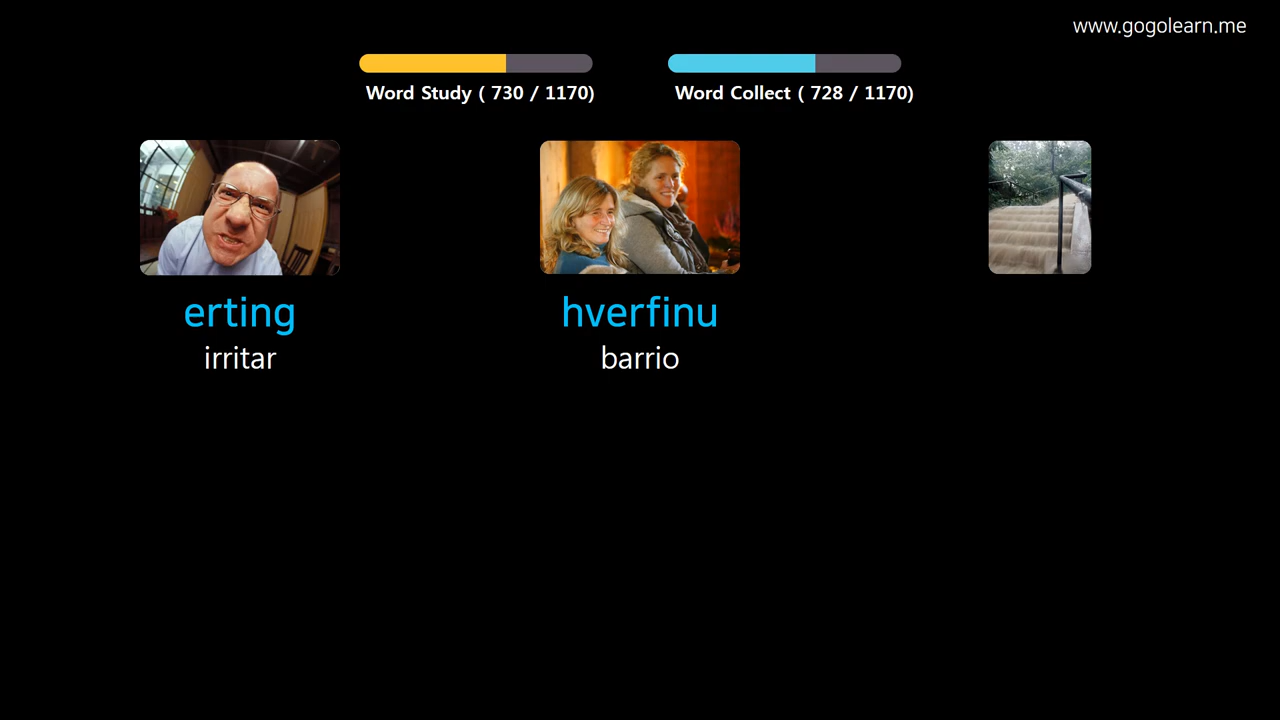 www.gogolearn.me
Word Study ( 730 / 1170)
Word Collect ( 728 / 1170)
erting
irritar
hverfinu
barrio